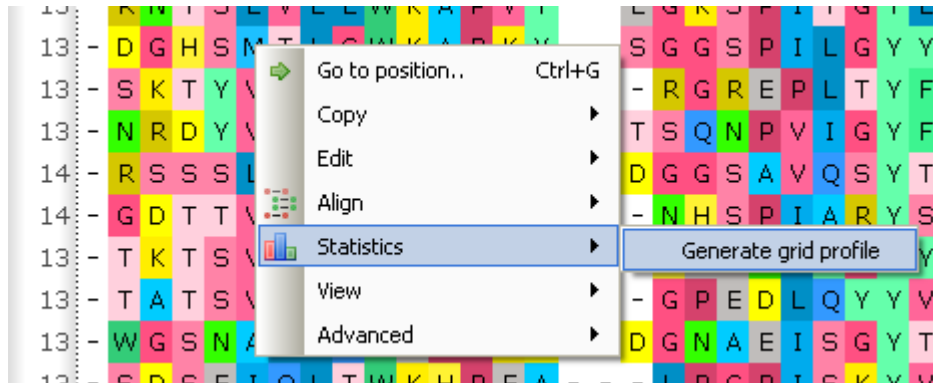 13 - D G H S M S G G S P I L G Y Y
Go to position.. Ctrl+G
13 - S K T Y - R G R E P L T Y F
Copy
13 - N R D Y T S Q N P V I G Y F
Edit
14 - R S S S L D G G S A V Q S Y T
Align
14 - G D T T - N H S P I A R Y S
13 - T K T S
Statistics
Generate grid profile
13 - T A T S - G P E D L Q Y Y V
View
13 - W G S N A D G N A E I S G Y T
Advanced